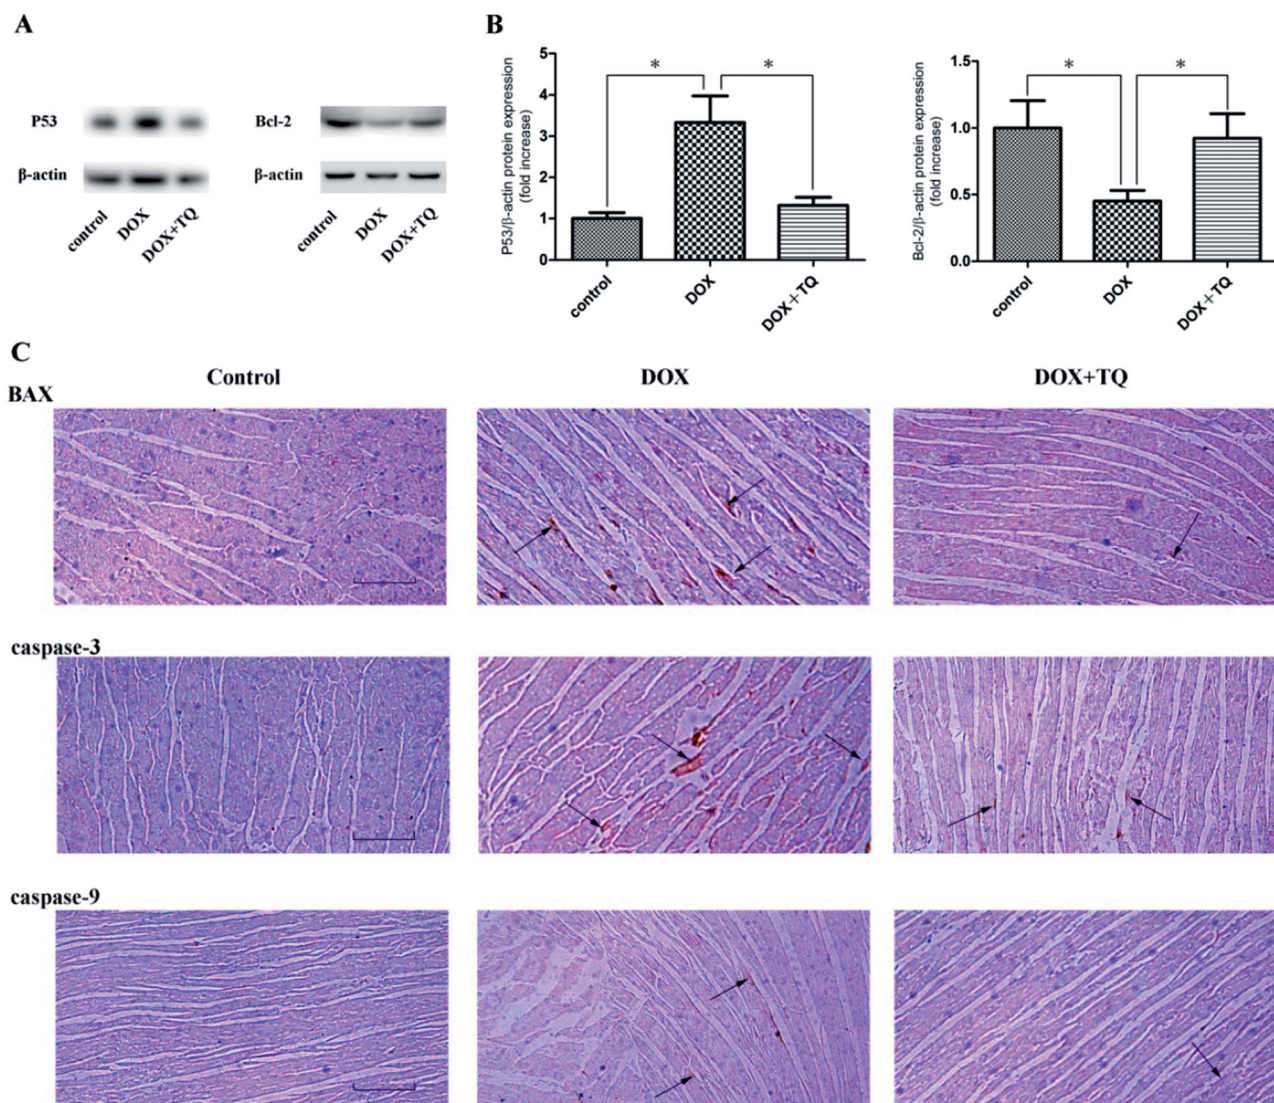 A
P53
β-actin
control
DOX
DOX+TQ
Bcl-2
β-actin
control
DOX
DOX+TQ
B
P53/β-actin protein expression
(fold increase)
5
4
3
2
1
0
*
*
control
DOX
DOX+TQ
Bcl-2/β-actin protein expression
(fold increase)
1.5
1.0
0.5
0.0
*
*
control
DOX
DOX+TQ
C
Control
DOX
DOX+TQ
BAX
caspase-3
caspase-9